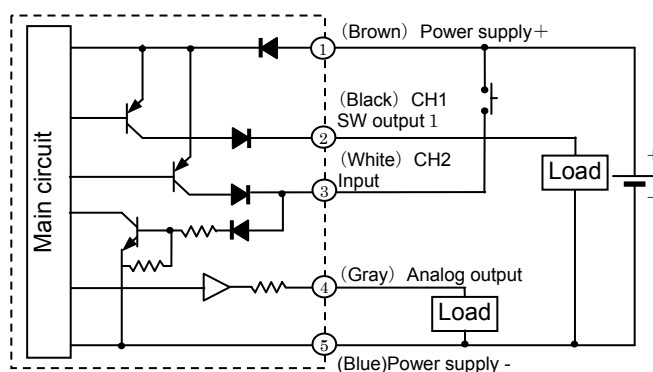 (Brown) Power supply+
①
(Black) CH1
SW output 1
②
(White) CH2
Input
③
(Gray) Analog output
④
⑤
(Blue)Power supply -
Main circuit
Load
Load
+
−